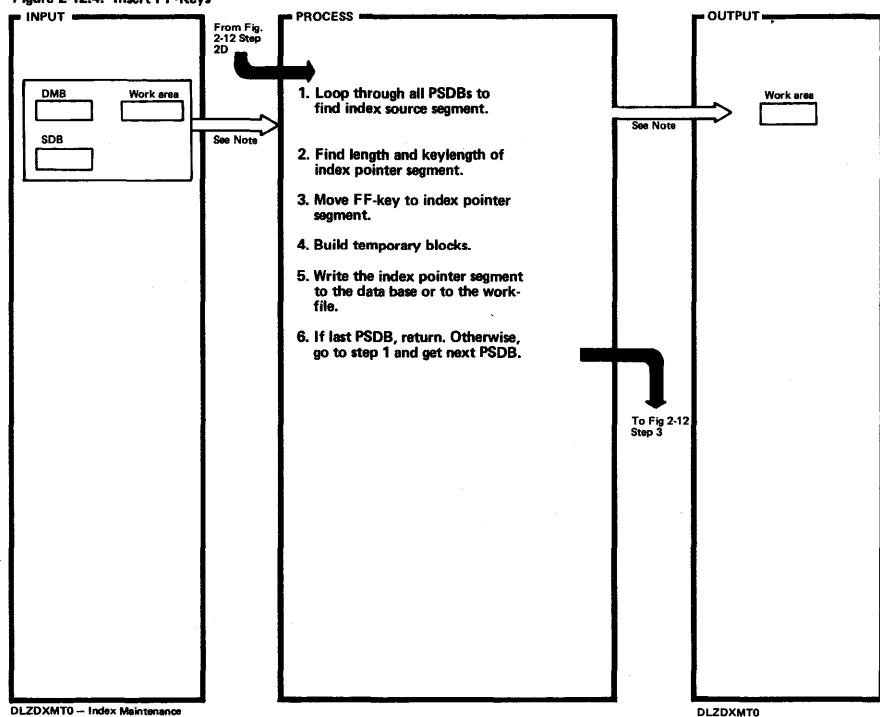 Figure 2-12.4. Insert FF-Keys
INPUT
From Fig.
2-12 Step
2D
PROCESS
OUTPUT
DMB
Work area
SDB
See Note
1. Loop through all PSDBs to
find index source segment.
2. Find length and keylength of
index pointer segment.
3. Move FF-key to index pointer
segment.
4. Build temporary blocks.
5. Write the index pointer segment
to the data base or to the work-
file.
6. If last PSDB, return. Otherwise,
go to step 1 and get next PSDB.
See Note
Work area
To Fig 2-12
Step 3
DLZDXMT0 – Index Maintenance
DLZDXMT0